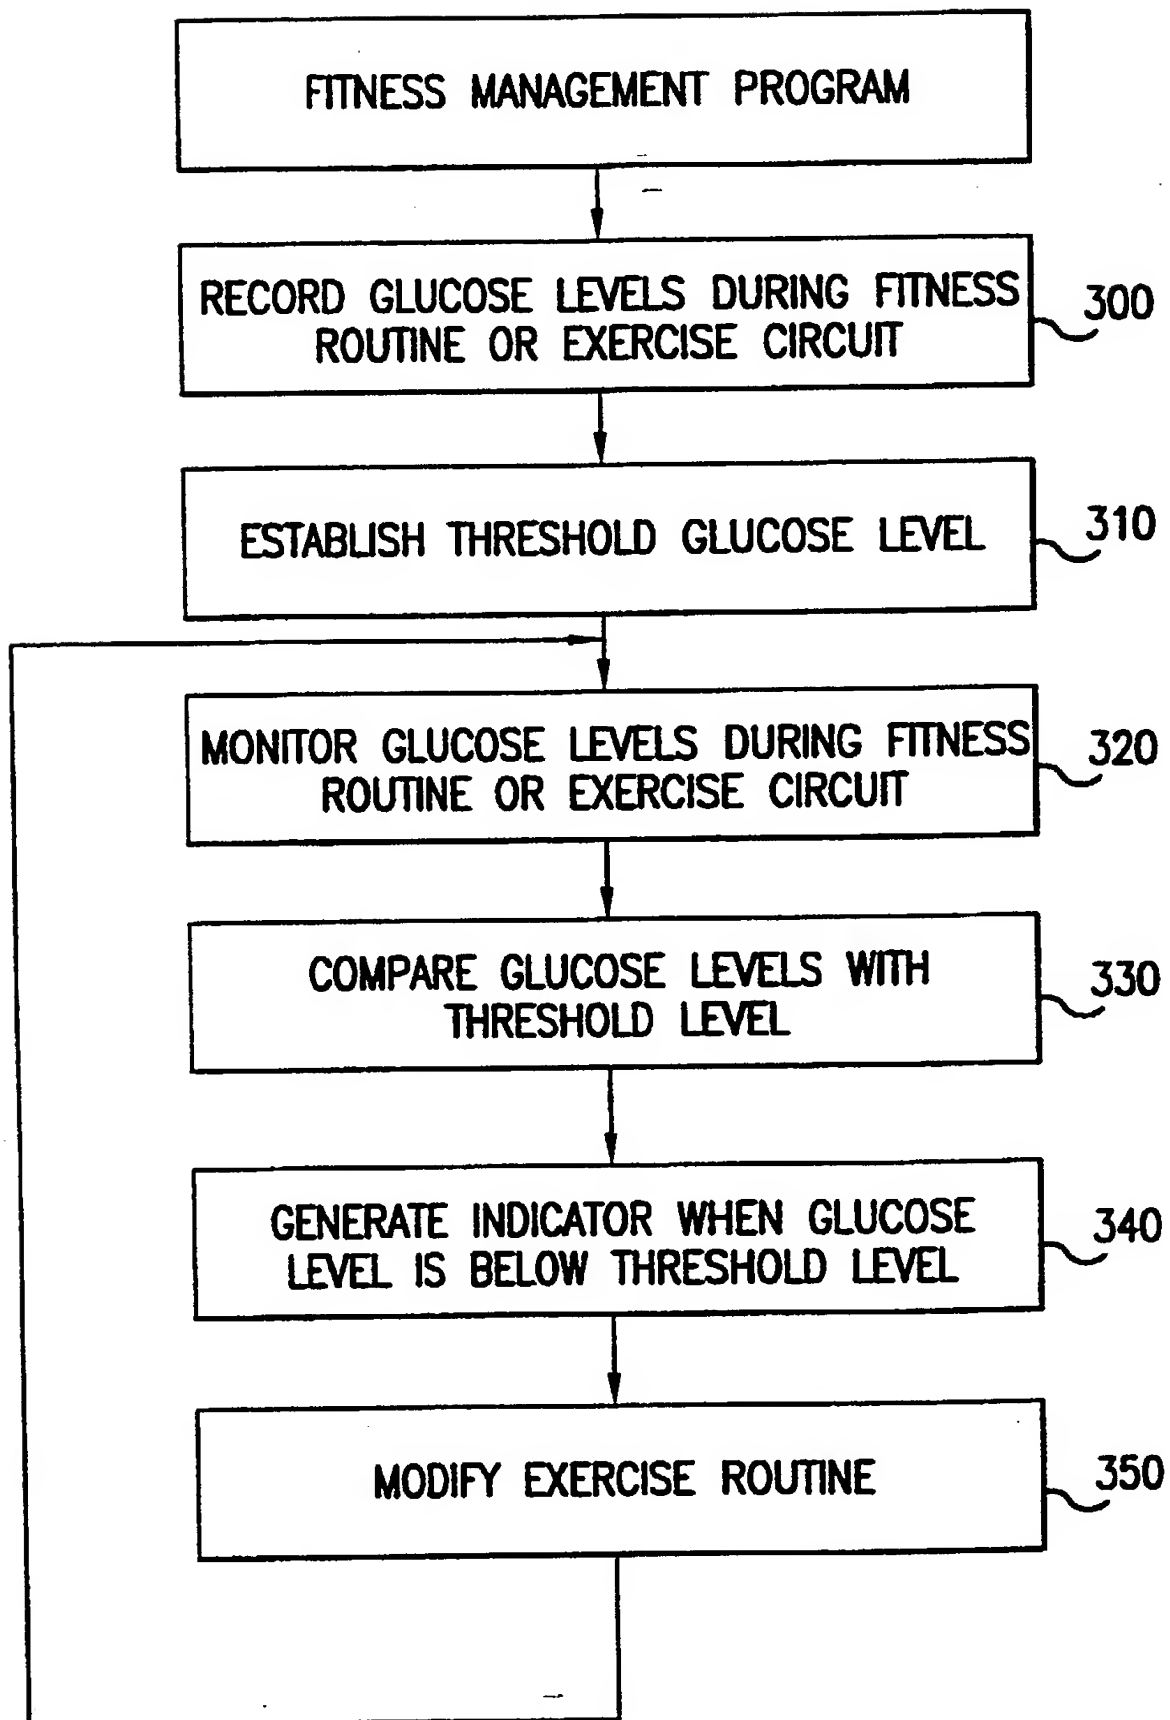 FITNESS MANAGEMENT PROGRAM
RECORD GLUCOSE LEVELS DURING FITNESS
ROUTINE OR EXERCISE CIRCUIT
300
ESTABLISH THRESHOLD GLUCOSE LEVEL
310
MONITOR GLUCOSE LEVELS DURING FITNESS
ROUTINE OR EXERCISE CIRCUIT
320
COMPARE GLUCOSE LEVELS WITH
THRESHOLD LEVEL
330
GENERATE INDICATOR WHEN GLUCOSE
LEVEL IS BELOW THRESHOLD LEVEL
340
MODIFY EXERCISE ROUTINE
350